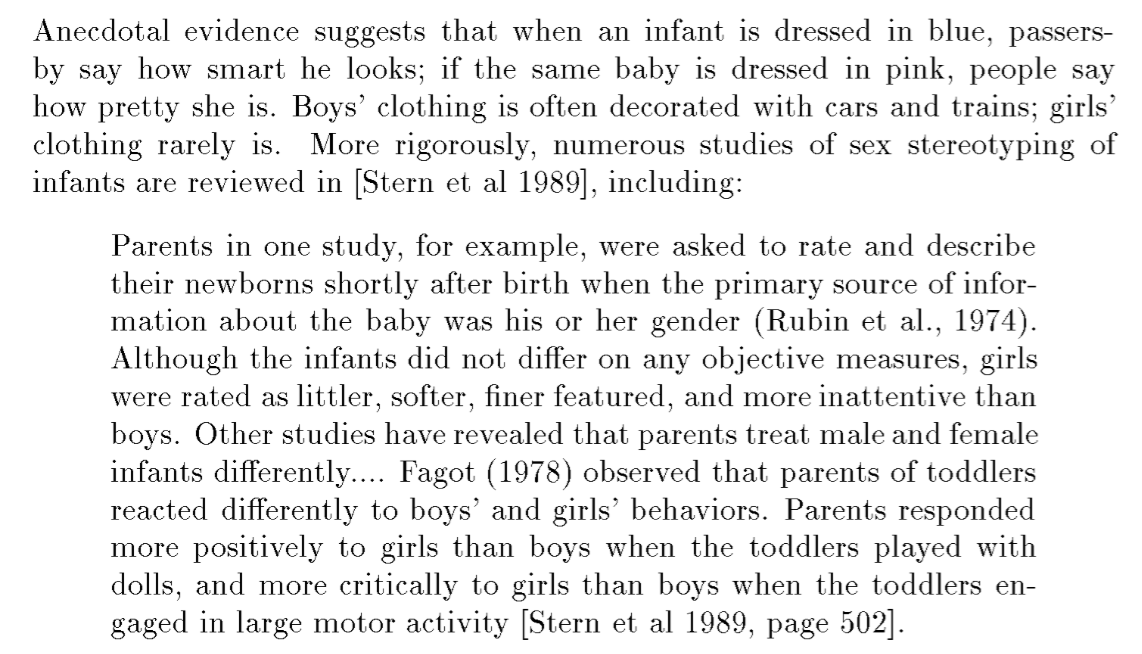 Anecdotal evidence suggests that when an infant is dressed in blue, passers-
by say how smart he looks; if the same baby is dressed in pink, people say
how pretty she is. Boys' clothing is often decorated with cars and trains; girls'
clothing rarely is. More rigorously, numerous studies of sex stereotyping of
infants are reviewed in [Stern et al 1989], including:
Parents in one study, for example, were asked to rate and describe
their newborns shortly after birth when the primary source of infor-
mation about the baby was his or her gender (Rubin et al., 1974).
Although the infants did not differ on any objective measures, girls
were rated as littler, softer, finer featured, and more inattentive than
boys. Other studies have revealed that parents treat male and female
infants differently.... Fagot (1978) observed that parents of toddlers
reacted differently to boys' and girls' behaviors. Parents responded
more positively to girls than boys when the toddlers played with
dolls, and more critically to girls than boys when the toddlers en-
gaged in large motor activity [Stern et al 1989, page 502].